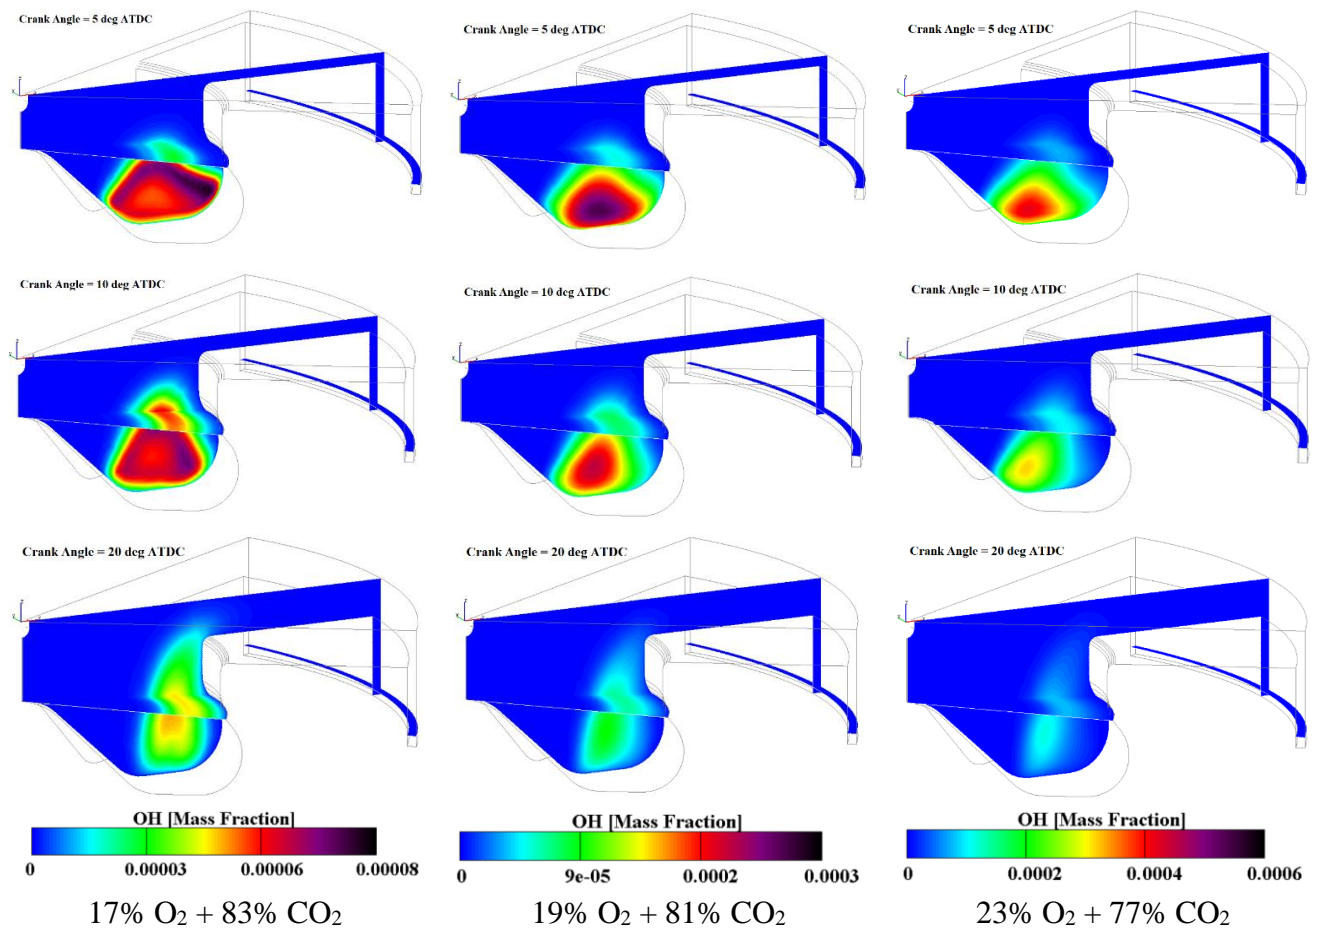 Crank Angle = 5 deg ATDC
Crank Angle = 5 deg ATDC
Crank Angle = 5 deg ATDC
Crank Angle = 10 deg ATDC
Crank Angle = 10 deg ATDC
Crank Angle = 10 deg ATDC
Crank Angle = 20 deg ATDC
Crank Angle = 20 deg ATDC
Crank Angle = 20 deg ATDC
OH [Mass Fraction]
0 0.00003 0.00006 0.00008
17% O₂ + 83% CO₂
OH [Mass Fraction]
0 9e-05 0.0002 0.0003
19% O₂ + 81% CO₂
OH [Mass Fraction]
0 0.0002 0.0004 0.0006
23% O₂ + 77% CO₂